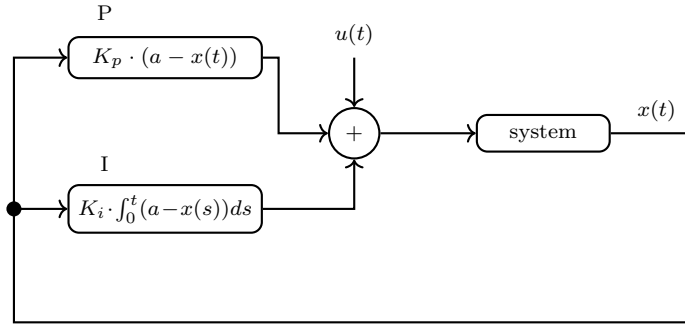 P
K_p · (a − x(t))
u(t)
+
system
x(t)
I
K_i · ∫_0^t (a−x(s))ds